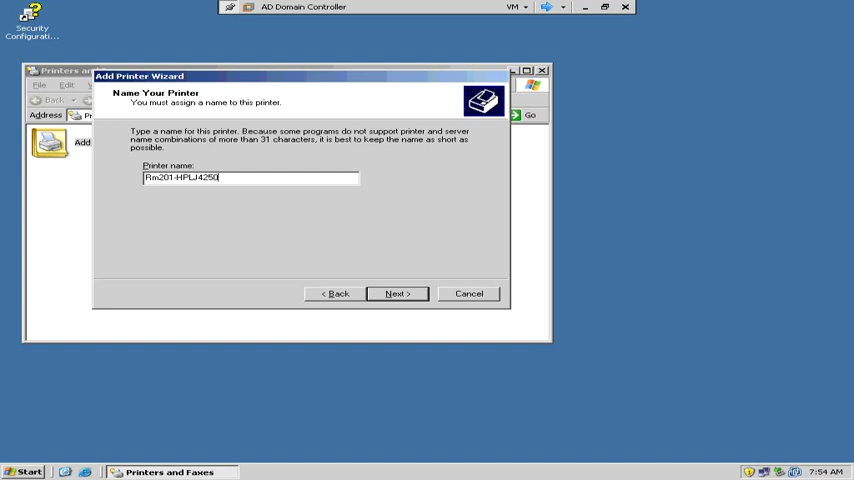 AD Domain Controller
VM
Security
Configurati...
Printers and
Add Printer Wizard
File
Edit
Back
Address
Go
Add
Name Your Printer
You must assign a name to this printer.
Type a name for this printer. Because some programs do not support printer and server
name combinations of more than 31 characters, it is best to keep the name as short as
possible.
Printer name:
Rm201-HPLJ4250
< Back
Next >
Cancel
Start
Printers and Faxes
7:54 AM